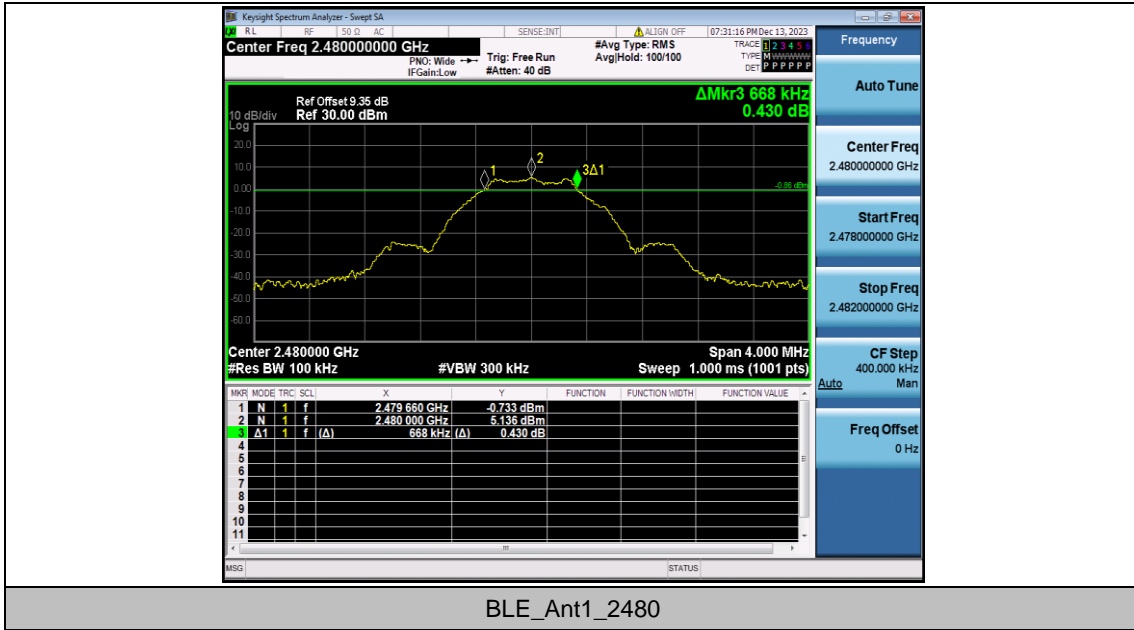 Keysight Spectrum Analyzer - Swept SA
RL RF 50 Ω AC SENSE:INT ALIGN OFF 07:31:16 PM Dec 13, 2023
Center Freq 2.480000000 GHz #Avg Type: RMS TRACE 1 2 3 4 5 6
PNO: Wide Trig: Free Run Avg|Hold: 100/100 TYPE M
IFGain:Low #Atten: 40 dB DET P P P P P P
Frequency
Auto Tune
Center Freq
2.480000000 GHz
Start Freq
2.478000000 GHz
Stop Freq
2.482000000 GHz
CF Step
400.000 kHz
Auto Man
Freq Offset
0 Hz
ΔMkr3 668 kHz
Ref Offset 9.35 dB
10 dB/div Ref 30.00 dBm 0.430 dB
Log
20.0
10.0
0.00
-10.0
-20.0
-30.0
-40.0
-50.0
-60.0
1
2
3Δ1
-0.86 dBm
Center 2.480000 GHz Span 4.000 MHz
#Res BW 100 kHz #VBW 300 kHz Sweep 1.000 ms (1001 pts)
MKR MODE TRC SCL X Y FUNCTION FUNCTION WIDTH FUNCTION VALUE
1 N 1 f 2.479 660 GHz -0.733 dBm
2 N 1 f 2.480 000 GHz 5.136 dBm
3 Δ1 1 f (Δ) 668 kHz (Δ) 0.430 dB
4
5
6
7
8
9
10
11
MSG STATUS
BLE_Ant1_2480